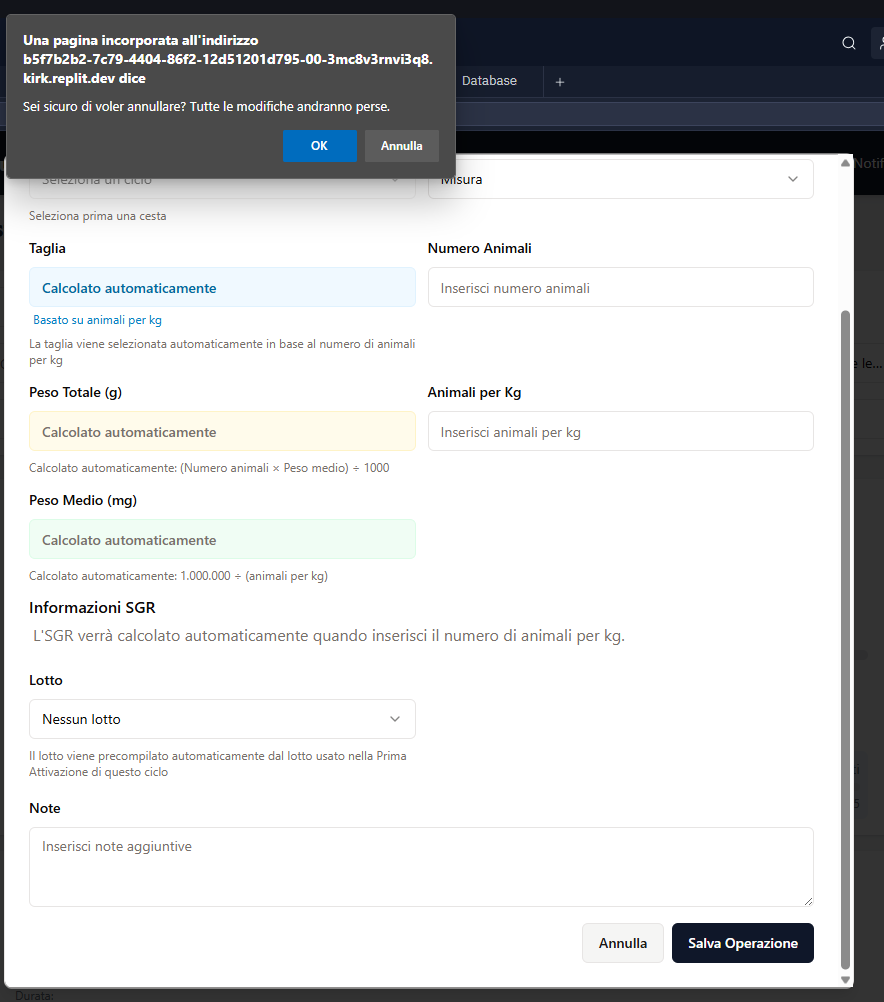 Una pagina incorporata all'indirizzo
b5f7b2b2-7c79-4404-86f2-12d51201d795-00-3mc8v3rnvi3q8.
kirk.replit.dev dice
Sei sicuro di voler annullare? Tutte le modifiche andranno perse.
OK
Annulla
Database
+
Notif
Seleziona un ciclo
Misura
Seleziona prima una cesta
Taglia
Numero Animali
Calcolato automaticamente
Inserisci numero animali
Basato su animali per kg
La taglia viene selezionata automaticamente in base al numero di animali
per kg
e le...
Peso Totale (g)
Animali per Kg
Calcolato automaticamente
Inserisci animali per kg
Calcolato automaticamente: (Numero animali × Peso medio) ÷ 1000
Peso Medio (mg)
Calcolato automaticamente
Calcolato automaticamente: 1.000.000 ÷ (animali per kg)
Informazioni SGR
L'SGR verrà calcolato automaticamente quando inserisci il numero di animali per kg.
Lotto
Nessun lotto
Il lotto viene precompilato automaticamente dal lotto usato nella Prima
Attivazione di questo ciclo
Note
Inserisci note aggiuntive
Annulla
Salva Operazione
Durata: